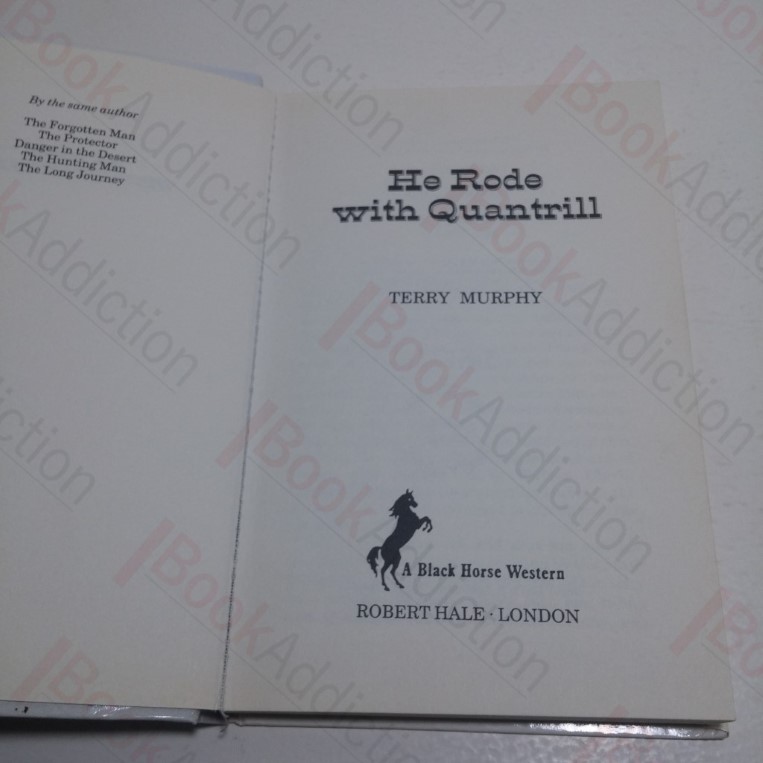 By the same author
The Forgotten Man
The Protector
Danger in the Desert
The Hunting Man
The Long Journey
He Rode
with Quantrill
TERRY MURPHY
A Black Horse Western
ROBERT HALE · LONDON
BookAddiction